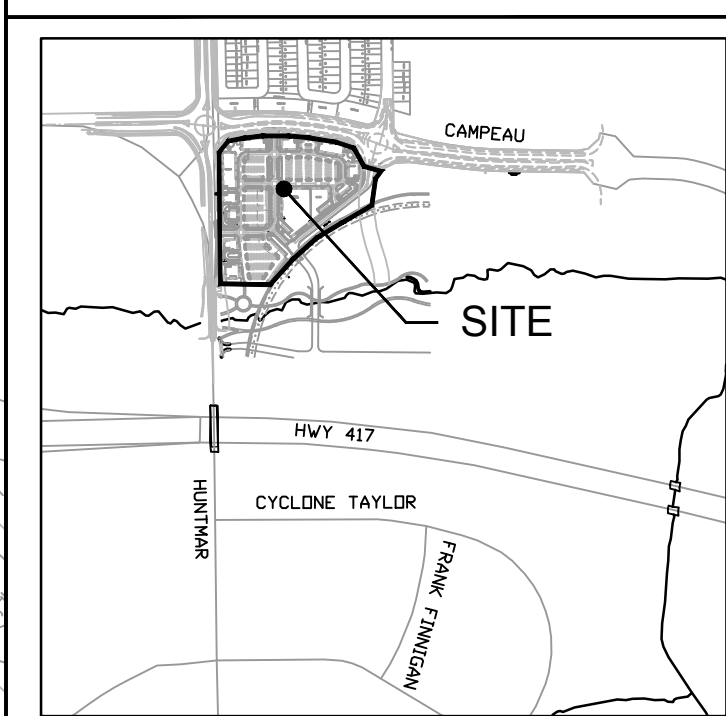 CAMPEAU
SITE
HWY 417
CYCLONE TAYLOR
HUNTMAR
FRANK FINNIGAN